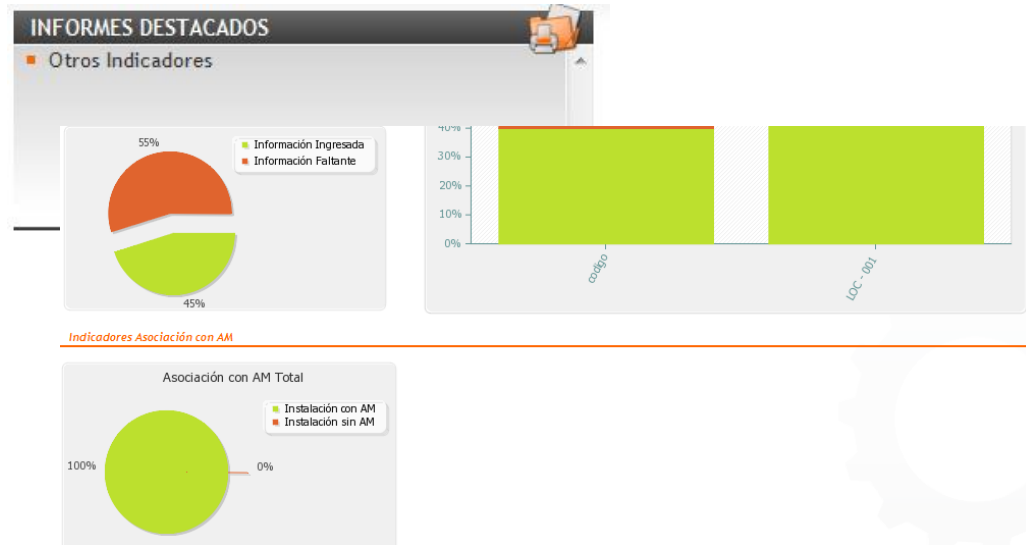 INFORMES DESTACADOS
Otros Indicadores
55%
Información Ingresada
Información Faltante
45%
40%
30%
20%
10%
0%
codigo
LOC - 001
Indicadores Asociación con AM
Asociación con AM Total
Instalación con AM
Instalación sin AM
100%
0%